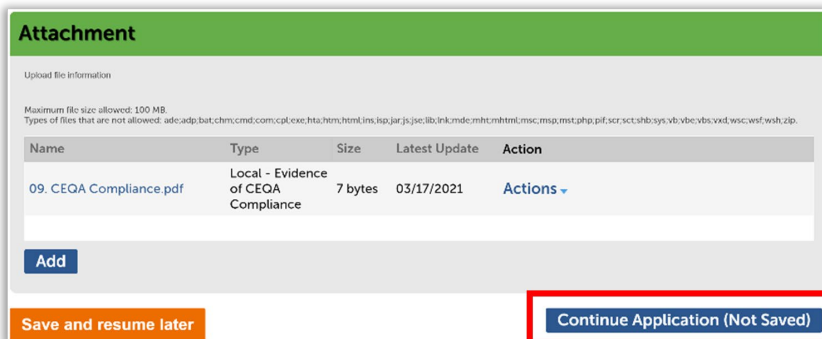 Attachment
Upload file information
Maximum file size allowed: 100 MB.
Types of files that are not allowed: ade;adp;bat;chm;cmd;com;cpl;exe;hta;htm;html;ins;isp;jar;js;jse;lib;lnk;mde;mht;mhtml;msc;msp;mst;php;pif;scr;sct;shb;sys;vb;vbe;vbs;vxd;wsc;wsf;wsh;zip.
Name Type Size Latest Update Action
09. CEQA Compliance.pdf Local - Evidence of CEQA Compliance 7 bytes 03/17/2021 Actions
Add
Save and resume later Continue Application (Not Saved)